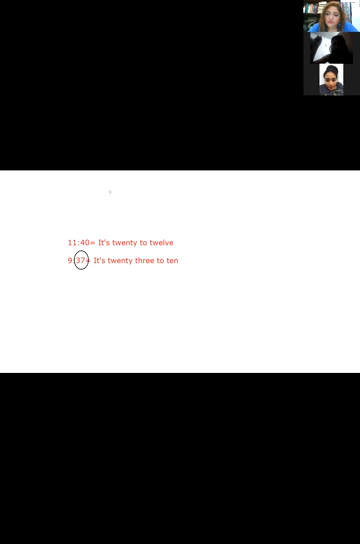 11:40= It's twenty to twelve
9:37= It's twenty three to ten